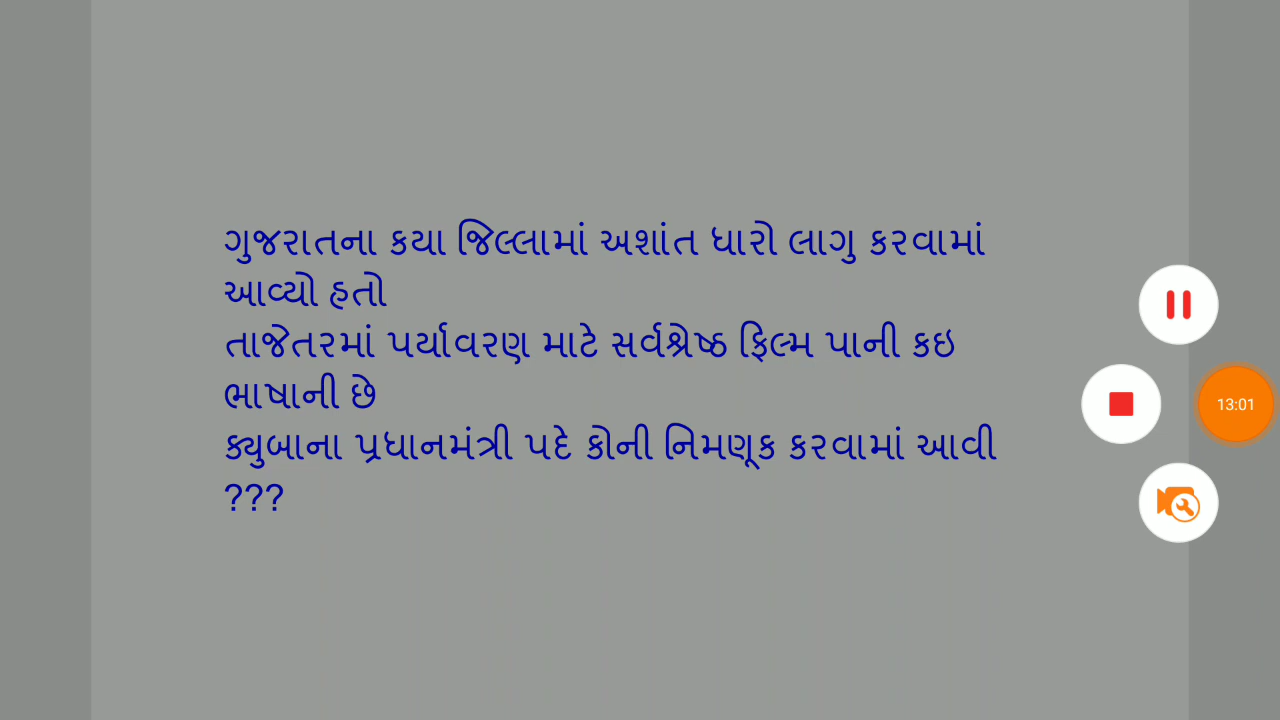 ગુજરાતના કયા જિલ્લામાં અશાંત ધારો લાગુ કરવામાં
આવ્યો હતો
તાજેતરમાં પર્યાવરણ માટે સર્વશ્રેષ્ઠ ફિલ્મ પાની કઇ
ભાષાની છે
ક્યુબાના પ્રધાનમંત્રી પદે કોની નિમણૂક કરવામાં આવી
???
13:01